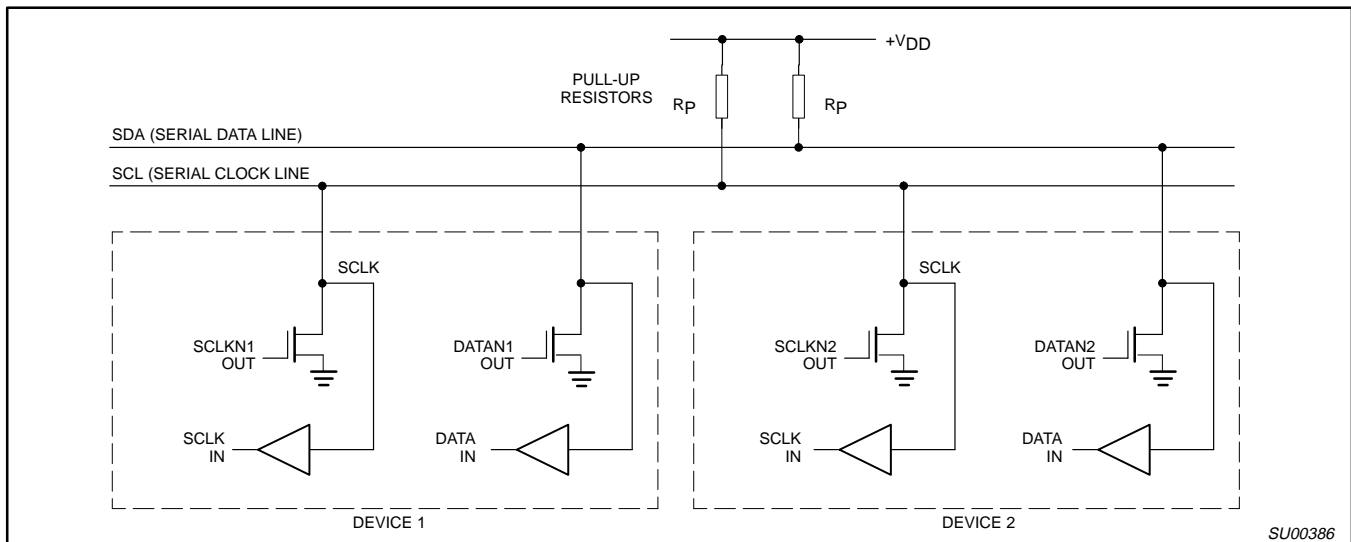 +VDD
PULL-UP
RESISTORS
RP
RP
SDA (SERIAL DATA LINE)
SCL (SERIAL CLOCK LINE
SCLK
SCLK
SCLKN1
OUT
DATAN1
OUT
SCLKN2
OUT
DATAN2
OUT
SCLK
IN
DATA
IN
SCLK
IN
DATA
IN
DEVICE 1
DEVICE 2
SU00386